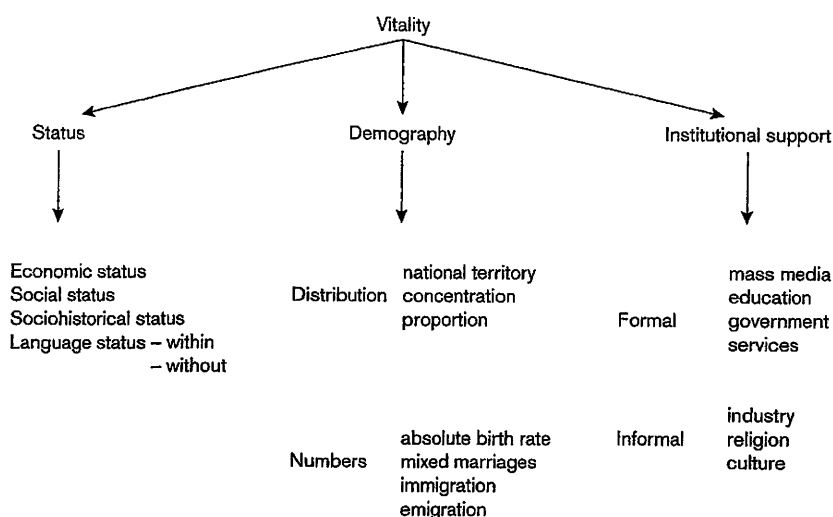 Vitality
Status
Demography
Institutional support
Economic status
Social status
Sociohistorical status
Language status – within
– without
Distribution
national territory
concentration
proportion
Numbers
absolute birth rate
mixed marriages
immigration
emigration
Formal
mass media
education
government
services
Informal
industry
religion
culture